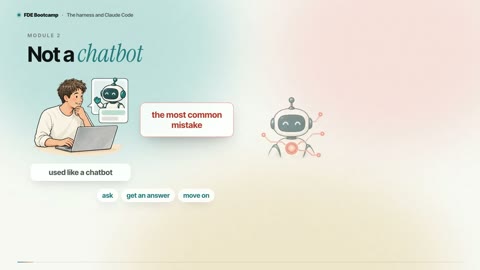 FDE Bootcamp · The harness and Claude Code
MODULE 2
Not a chatbot
the most common
mistake
used like a chatbot
ask
get an answer
move on